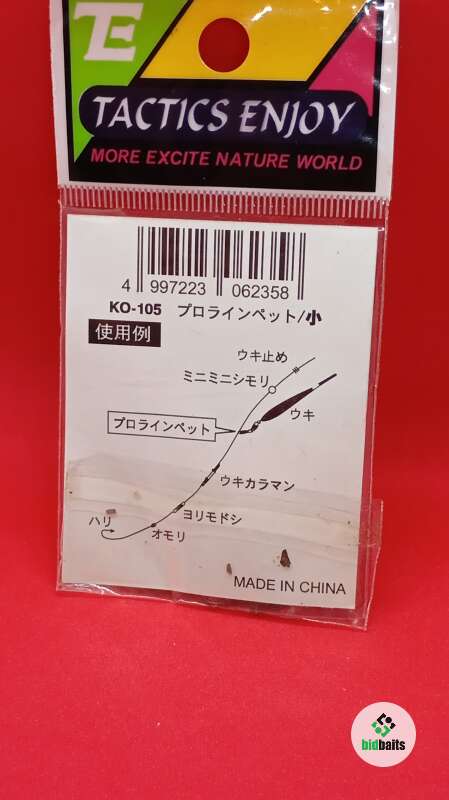 TE
TACTICS ENJOY
MORE EXCITE NATURE WORLD
4 997223 062358
KO-105 プロラインペット/小
使用例
ウキ止め
ミニミニシモリ
ウキ
プロラインペット
ウキカラマン
ヨリモドシ
ハリ
オモリ
MADE IN CHINA
bidbaits